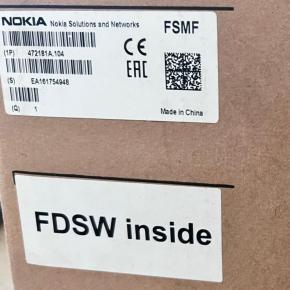 NOKIA Nokia Solutions and Networks FSMF
(1P) 472181A.104
CE
EAC
(S) EA161754948
(Q) 1
Made in China
FDSW inside